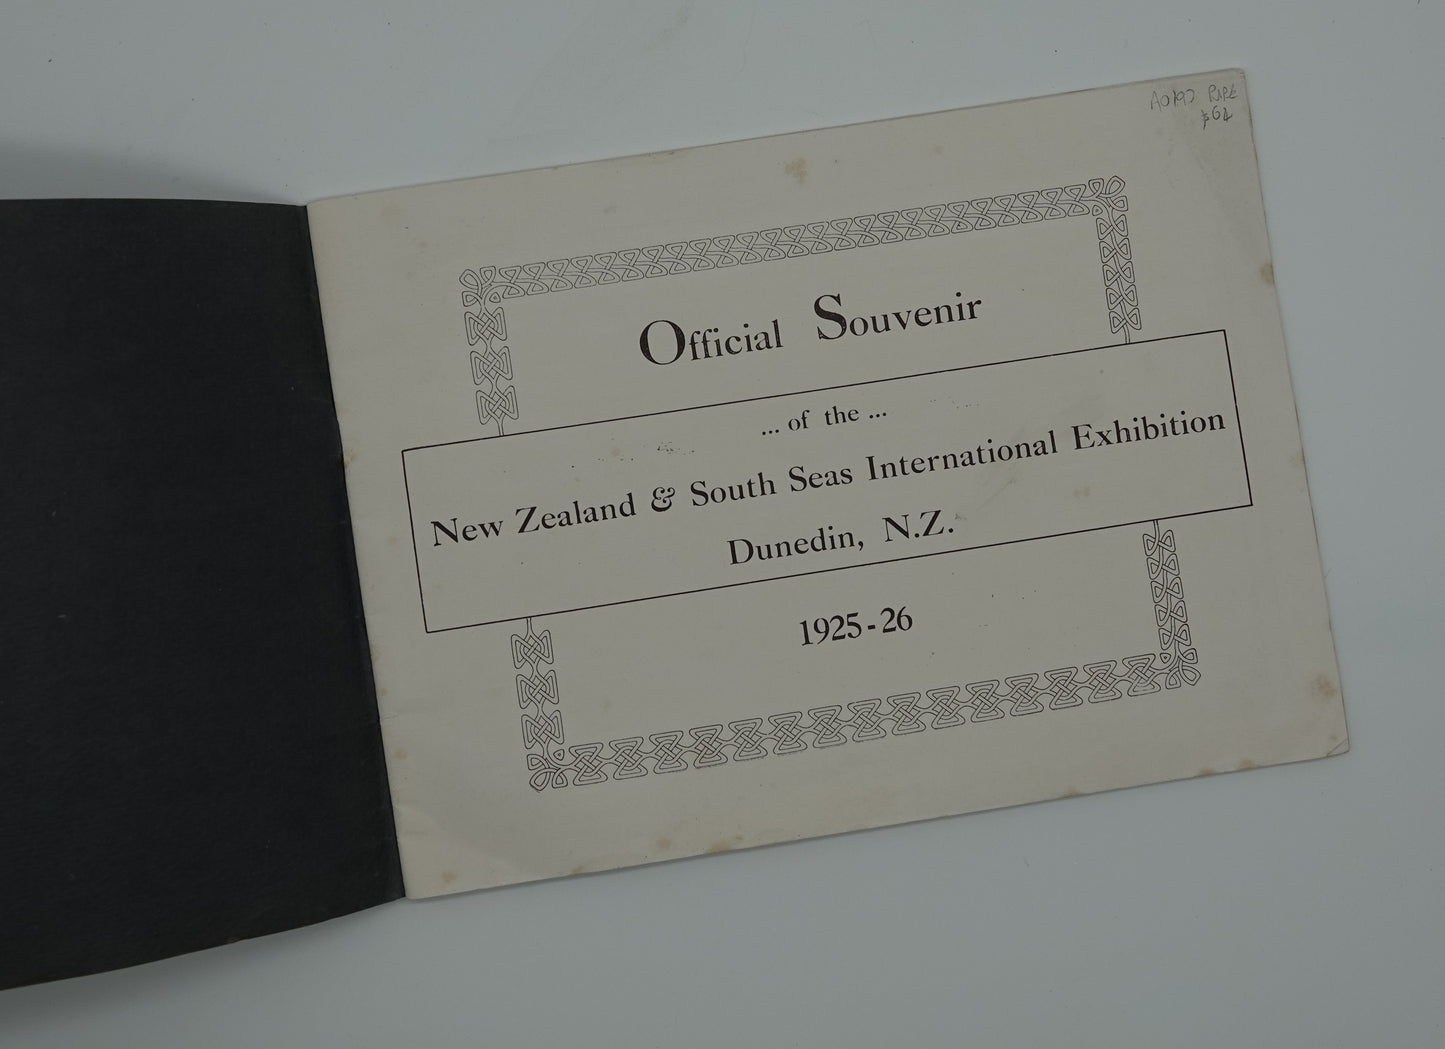 Official Souvenir
... of the ...
New Zealand & South Seas International Exhibition
Dunedin, N.Z.
1925-26